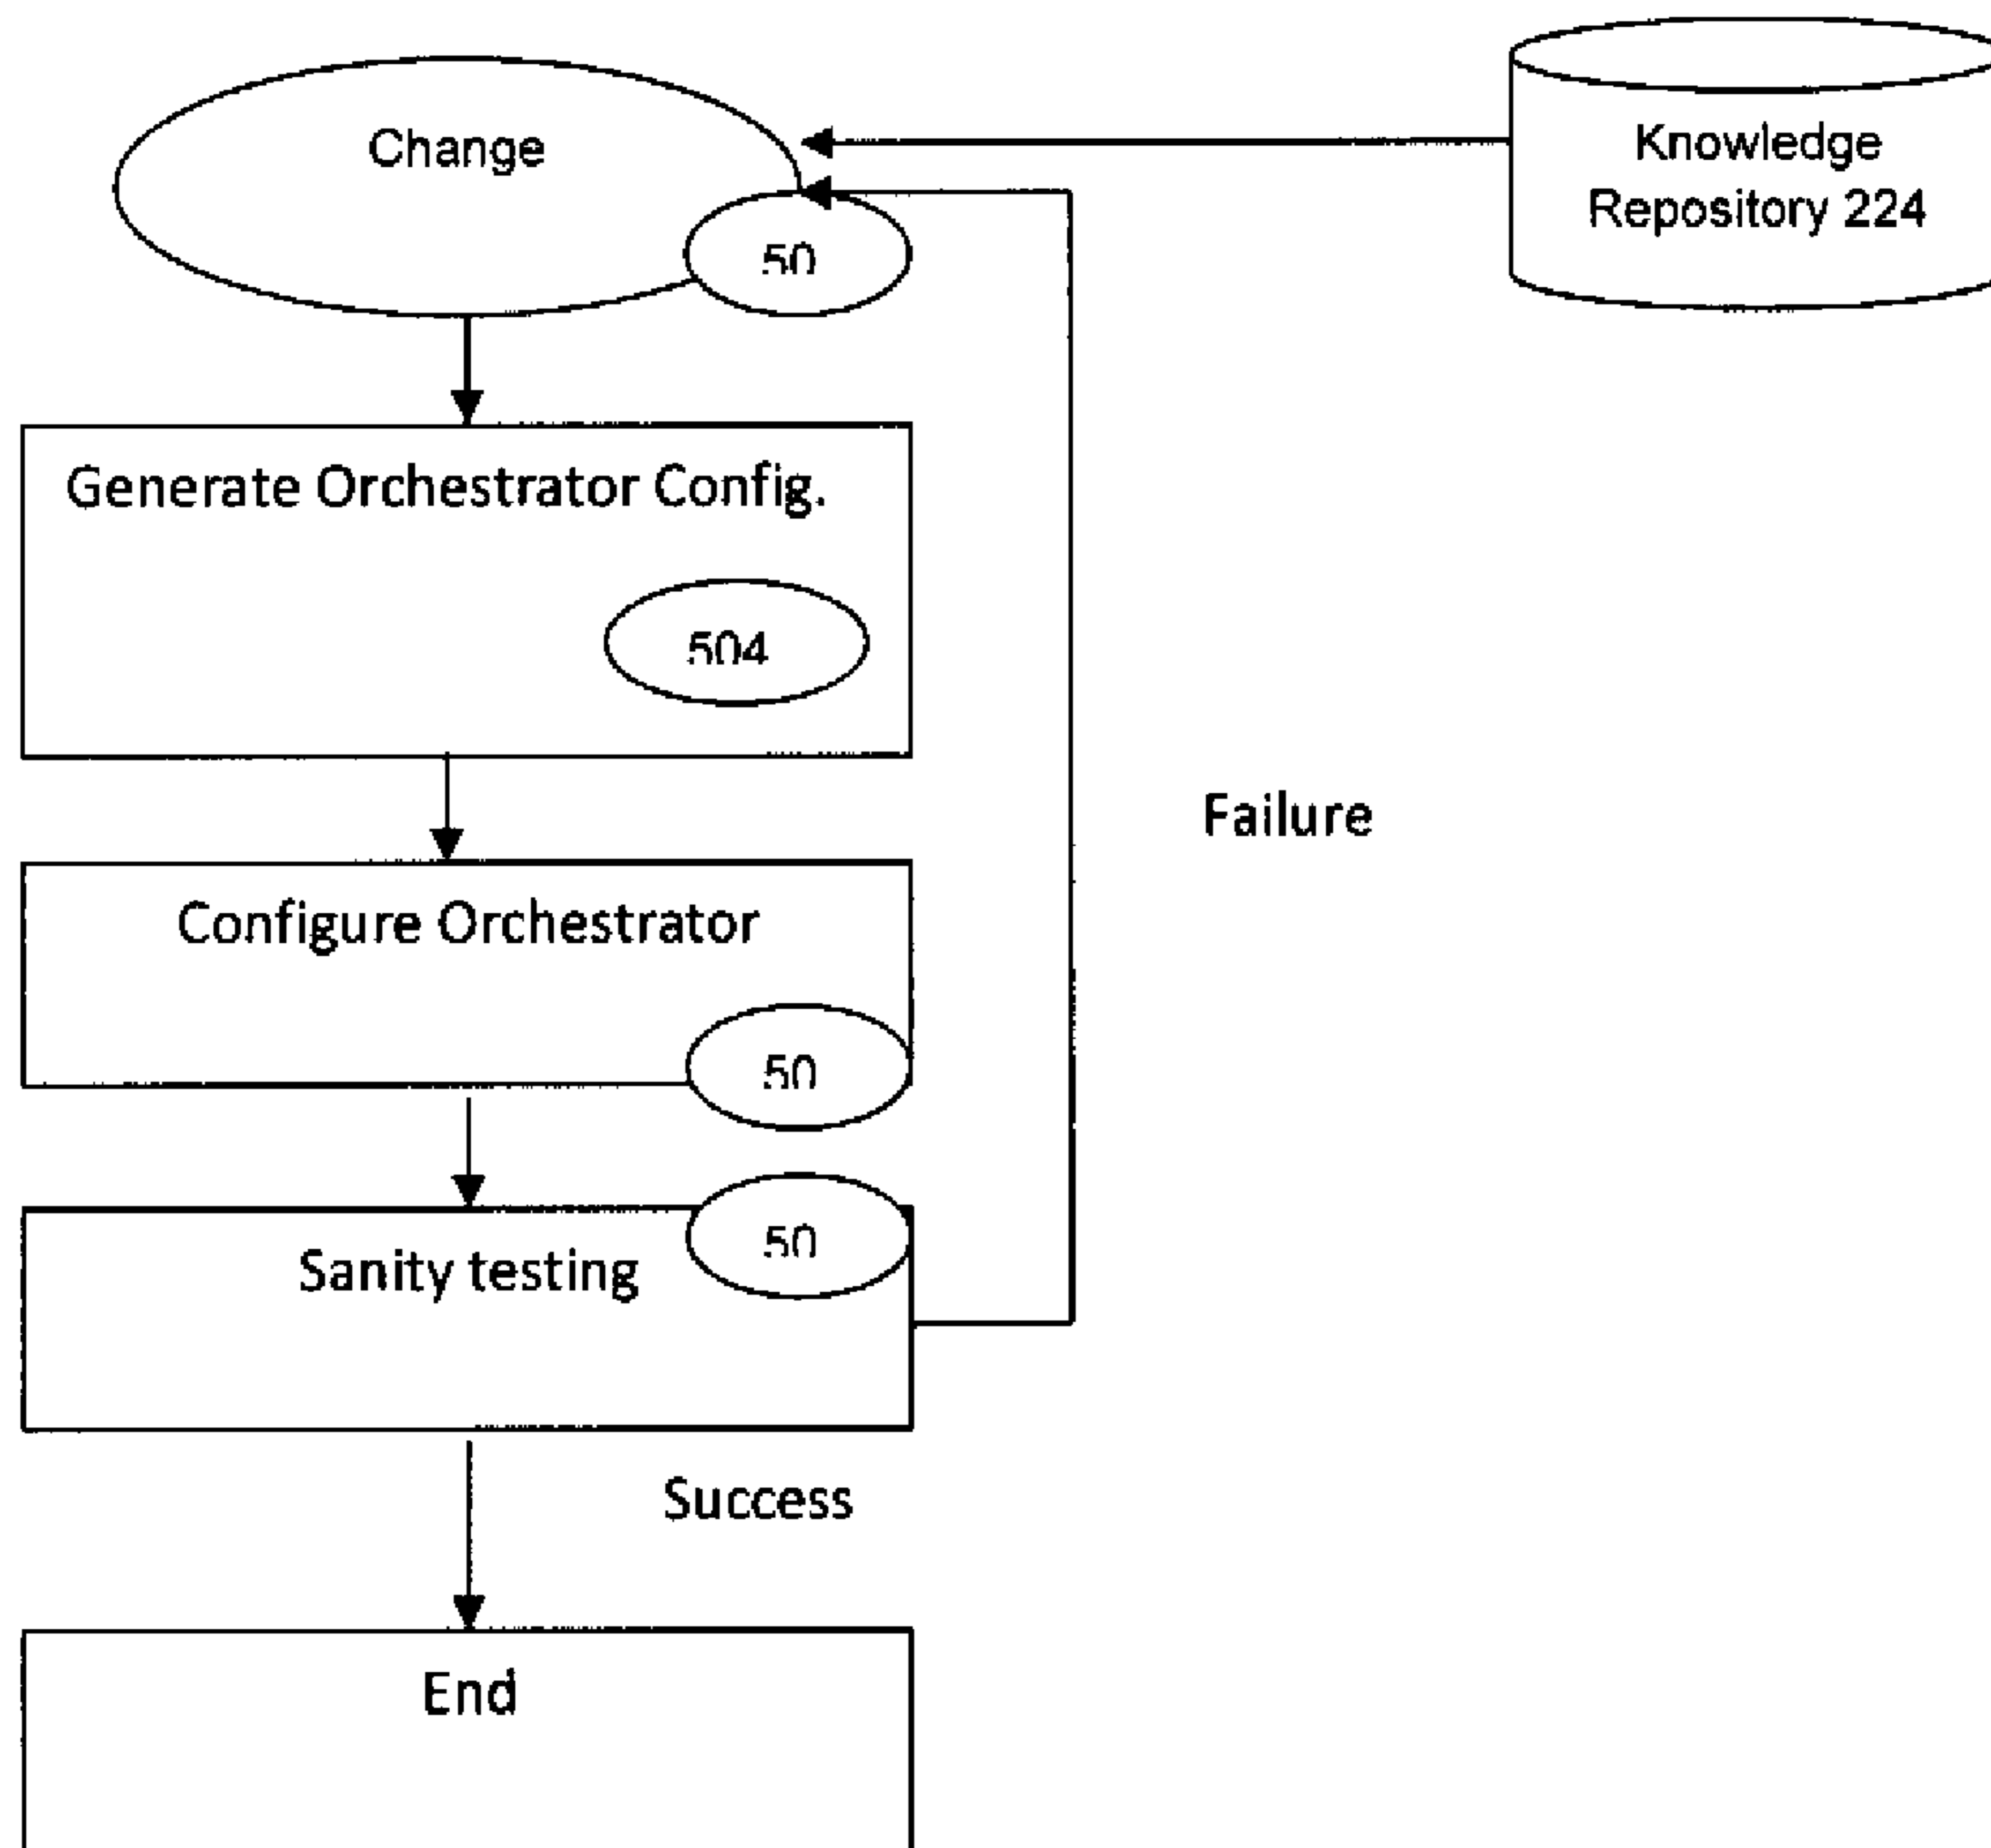 Change
Knowledge
Repository 224
50
Generate Orchestrator Config.
504
Failure
Configure Orchestrator
50
50
Sanity testing
Success
End